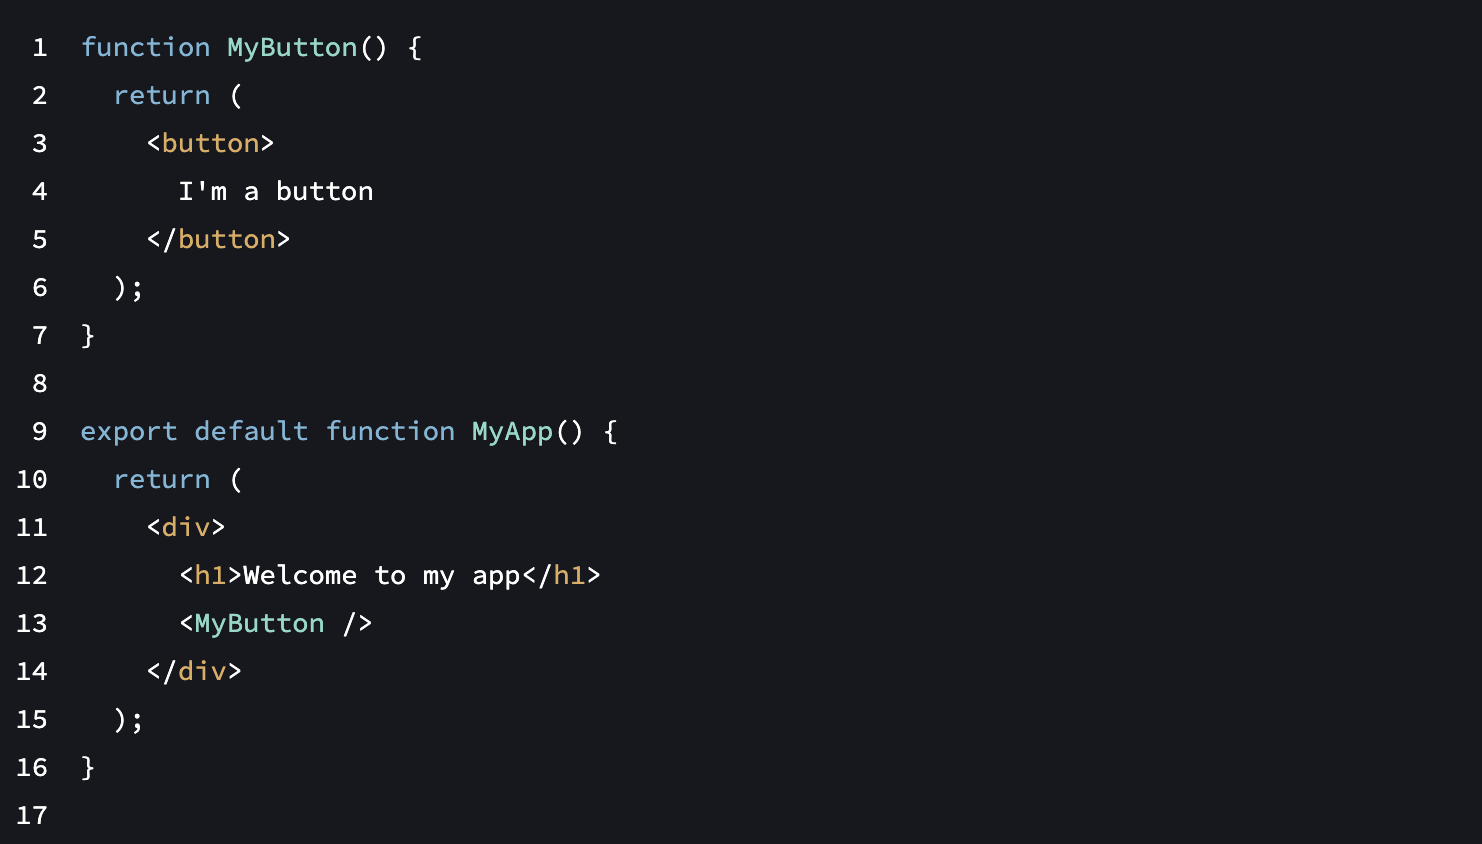 1 function MyButton() {
2   return (
3     <button>
4       I'm a button
5     </button>
6   );
7 }
8
9 export default function MyApp() {
10   return (
11     <div>
12       <h1>Welcome to my app</h1>
13       <MyButton />
14     </div>
15   );
16 }
17